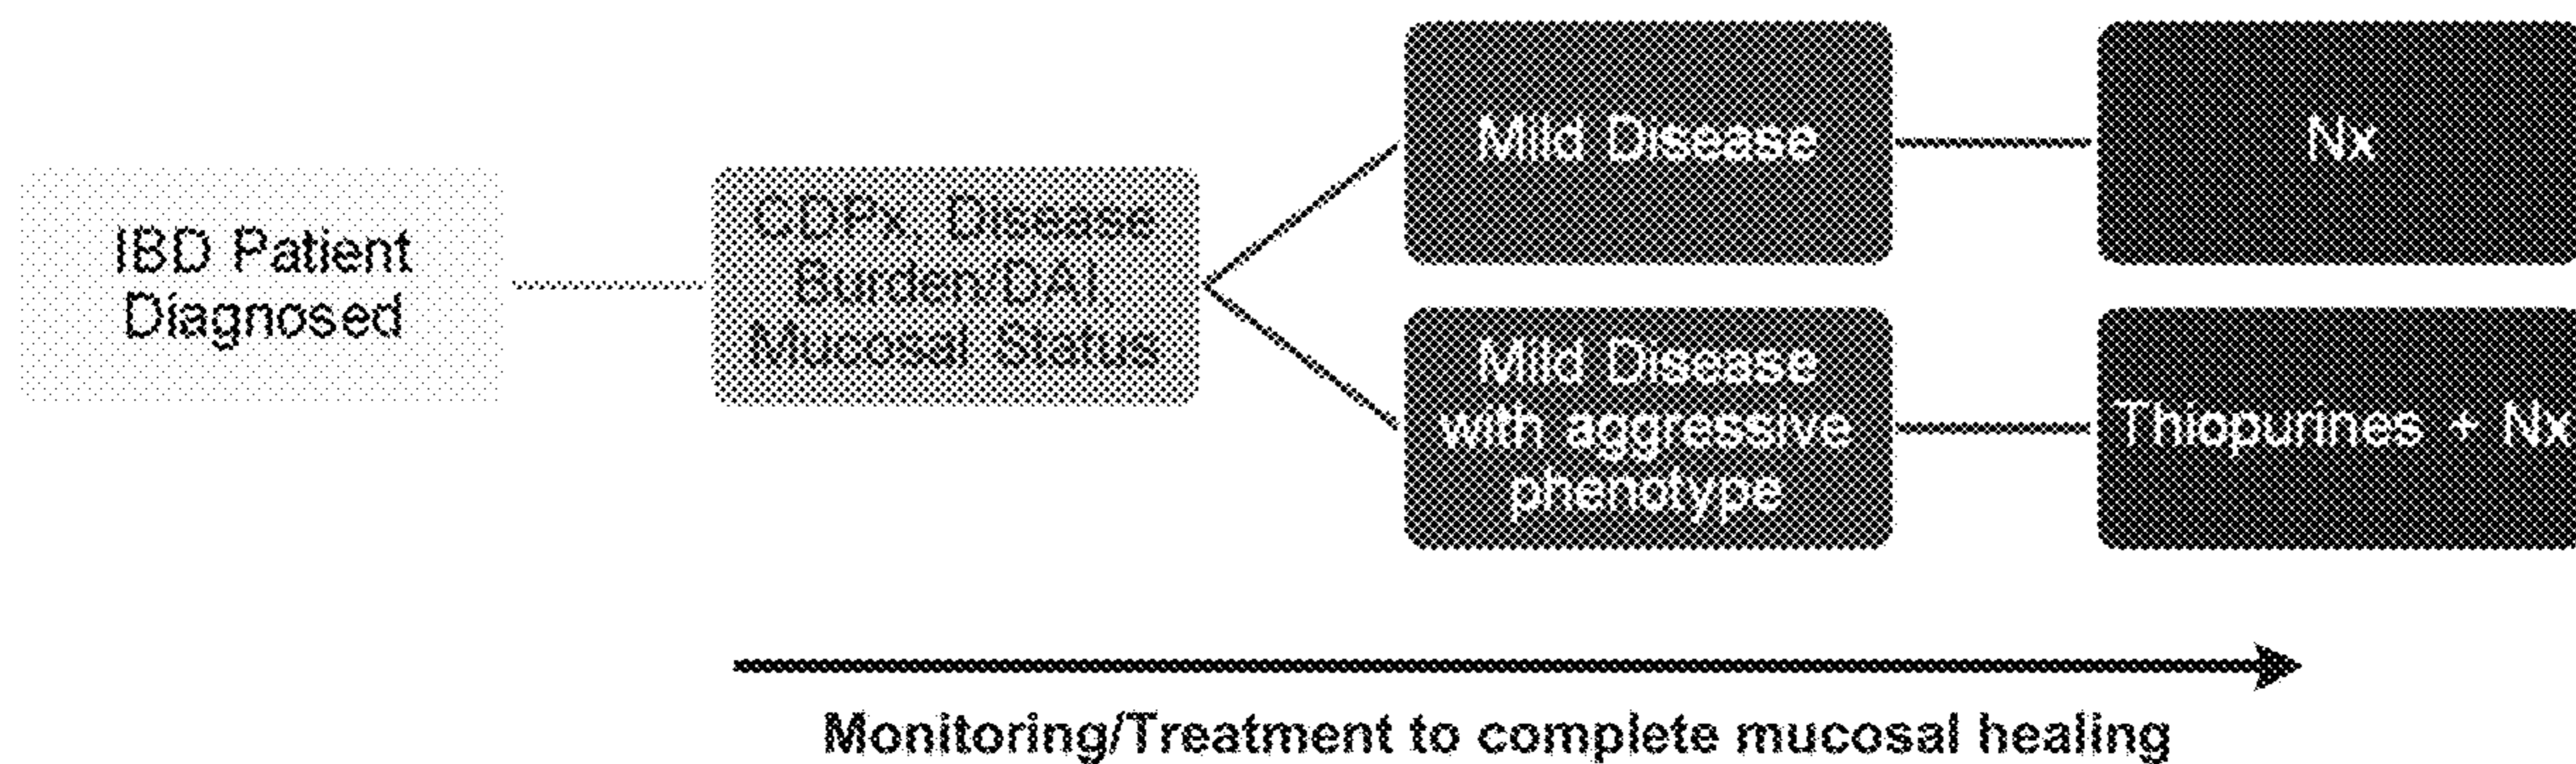 IBD Patient
Diagnosed
CDPx, Disease
Burden/DAI,
Mucosal Status
Mild Disease
Nx
Mild Disease
with aggressive
phenotype
Thiopurines + Nx
Monitoring/Treatment to complete mucosal healing